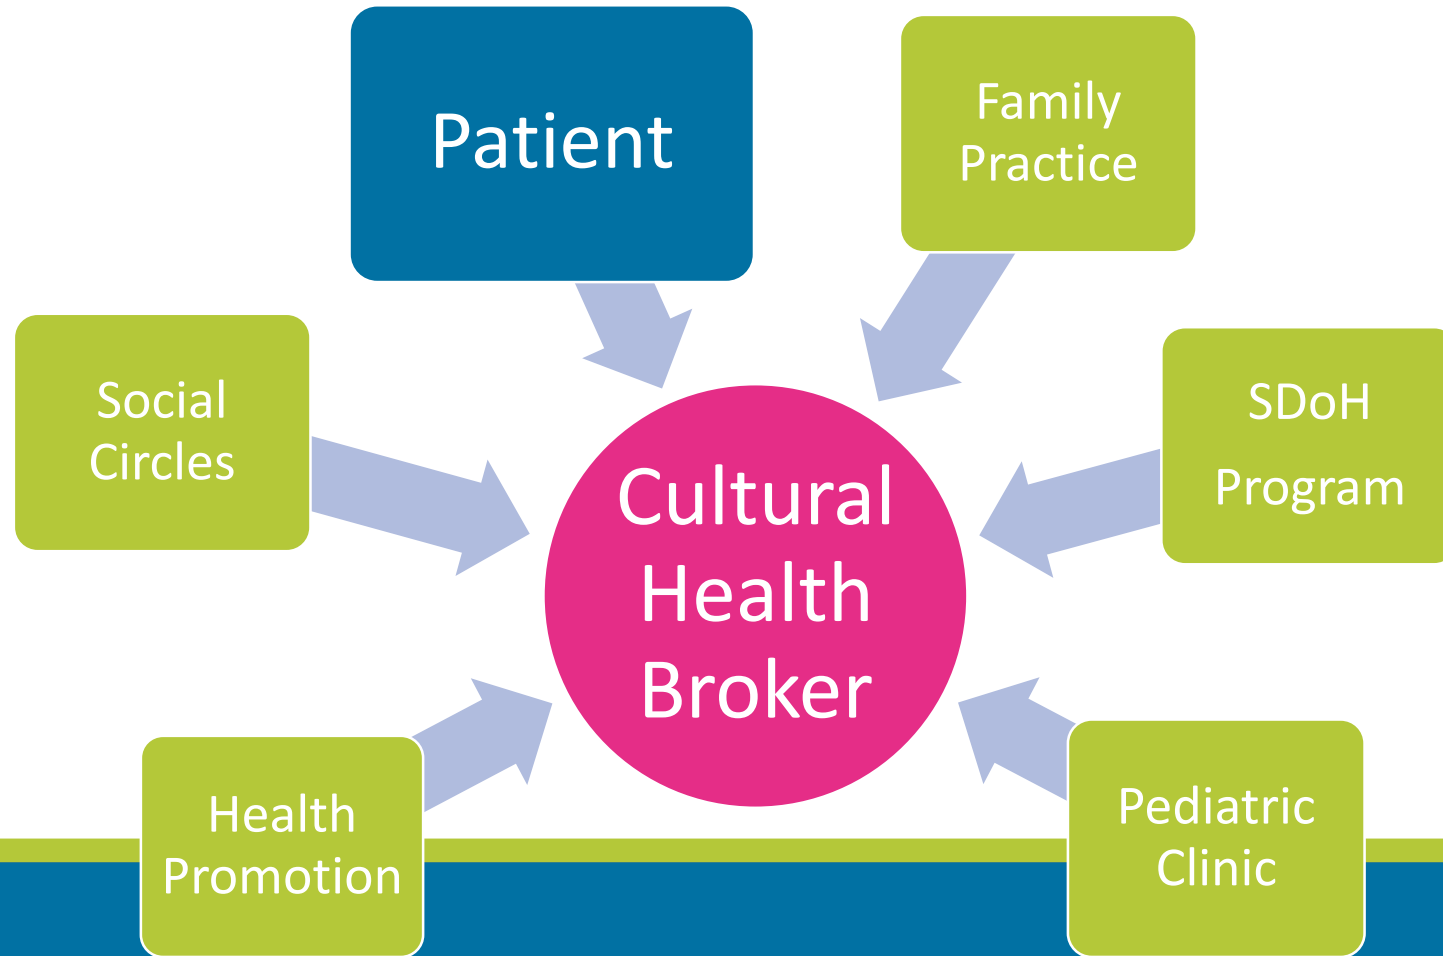 Patient
Family
Practice
Social
Circles
SDoH
Program
Cultural
Health
Broker
Health
Promotion
Pediatric
Clinic